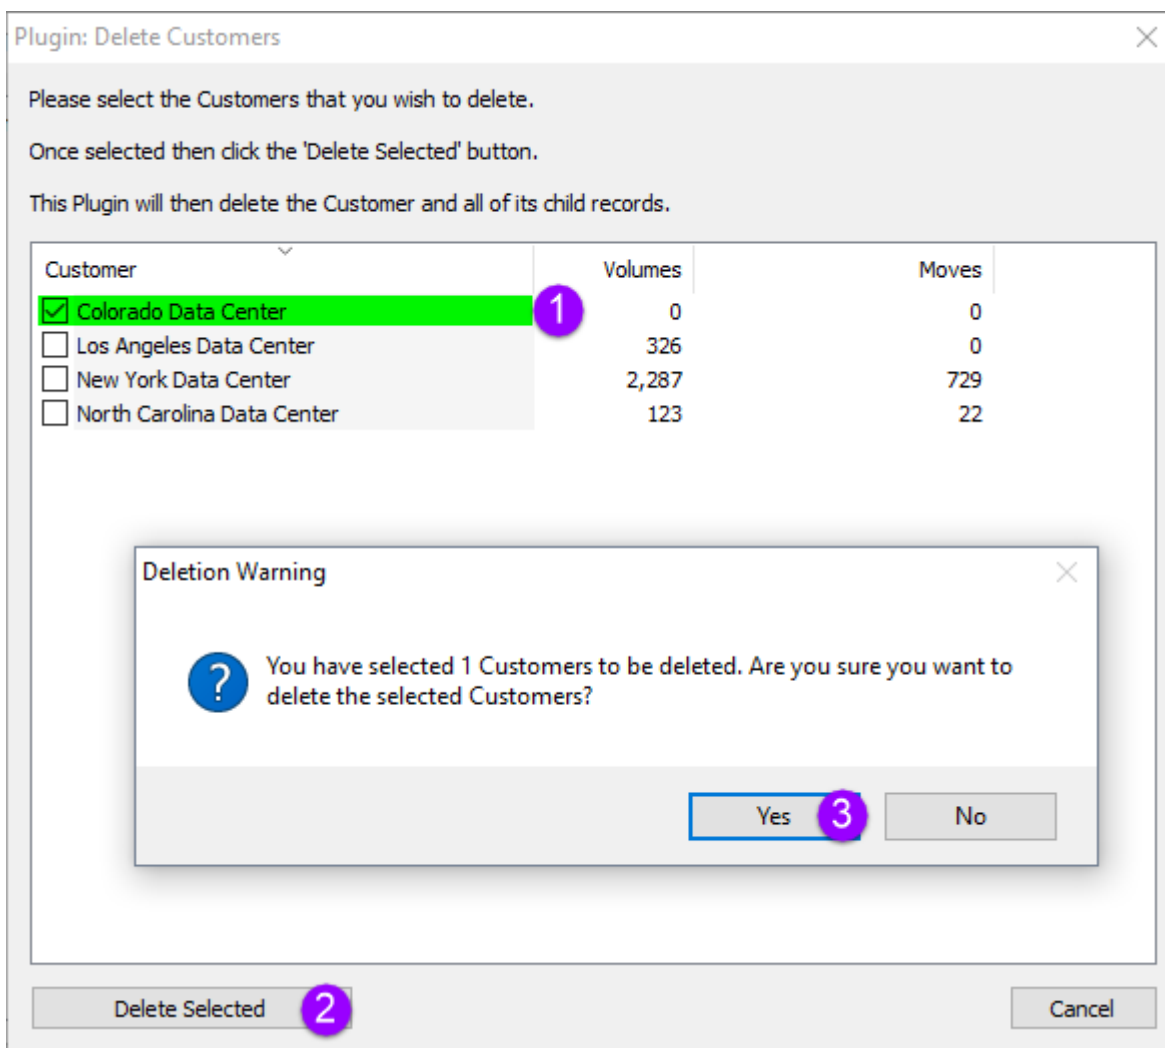 Plugin: Delete Customers
Please select the Customers that you wish to delete.
Once selected then click the 'Delete Selected' button.
This Plugin will then delete the Customer and all of its child records.
Customer Volumes Moves
Colorado Data Center 1 0 0
Los Angeles Data Center 326 0
New York Data Center 2,287 729
North Carolina Data Center 123 22
Deletion Warning
? You have selected 1 Customers to be deleted. Are you sure you want to
delete the selected Customers?
Yes 3 No
Delete Selected 2 Cancel